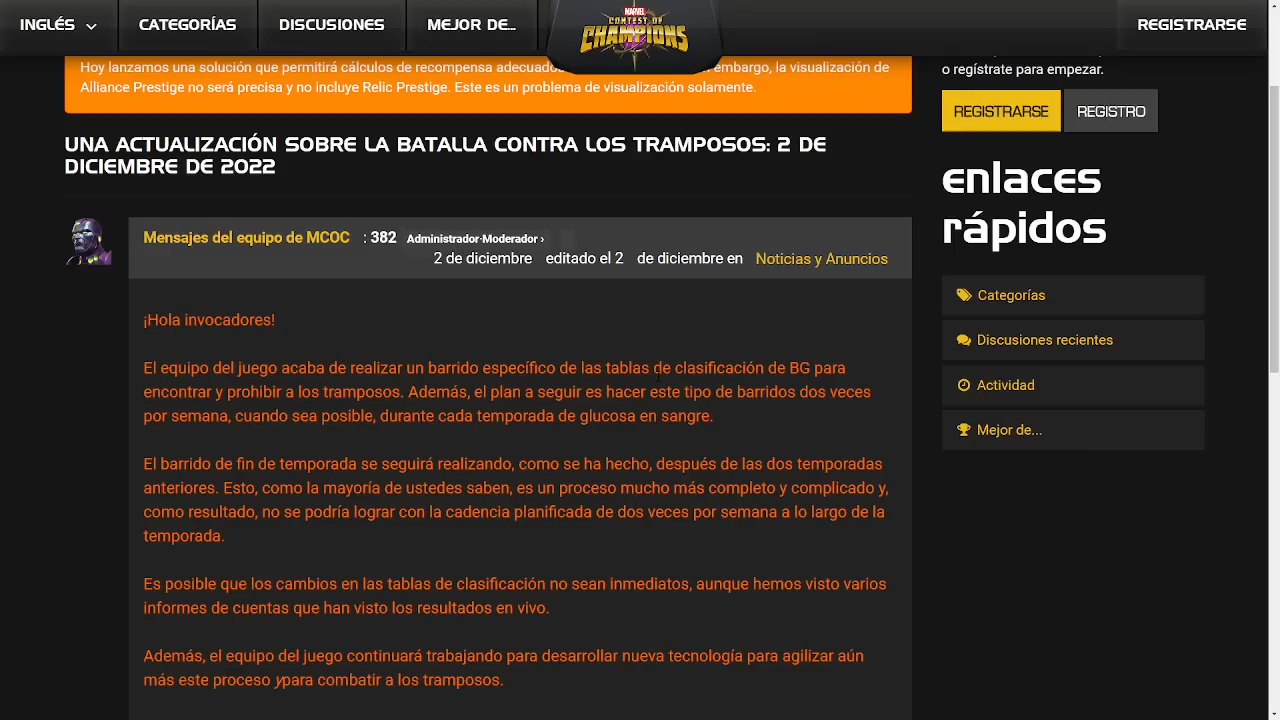 INGLÉS
CATEGORÍAS
DISCUSIONES
MEJOR DE...
MARVEL
CONTEST OF
CHAMPIONS
REGISTRARSE
Hoy lanzamos una solución que permitirá cálculos de recompensa adecuados embargo, la visualización de
Alliance Prestige no será precisa y no incluye Relic Prestige. Este es un problema de visualización solamente.
UNA ACTUALIZACIÓN SOBRE LA BATALLA CONTRA LOS TRAMPOSOS: 2 DE
DICIEMBRE DE 2022
Mensajes del equipo de MCOC : 382 Administrador·Moderador ›
2 de diciembre editado el 2 de diciembre en Noticias y Anuncios
¡Hola invocadores!
El equipo del juego acaba de realizar un barrido específico de las tablas de clasificación de BG para
encontrar y prohibir a los tramposos. Además, el plan a seguir es hacer este tipo de barridos dos veces
por semana, cuando sea posible, durante cada temporada de glucosa en sangre.
El barrido de fin de temporada se seguirá realizando, como se ha hecho, después de las dos temporadas
anteriores. Esto, como la mayoría de ustedes saben, es un proceso mucho más completo y complicado y,
como resultado, no se podría lograr con la cadencia planificada de dos veces por semana a lo largo de la
temporada.
Es posible que los cambios en las tablas de clasificación no sean inmediatos, aunque hemos visto varios
informes de cuentas que han visto los resultados en vivo.
Además, el equipo del juego continuará trabajando para desarrollar nueva tecnología para agilizar aún
más este proceso ypara combatir a los tramposos.
o regístrate para empezar.
REGISTRARSE
REGISTRO
enlaces
rápidos
Categorías
Discusiones recientes
Actividad
Mejor de...